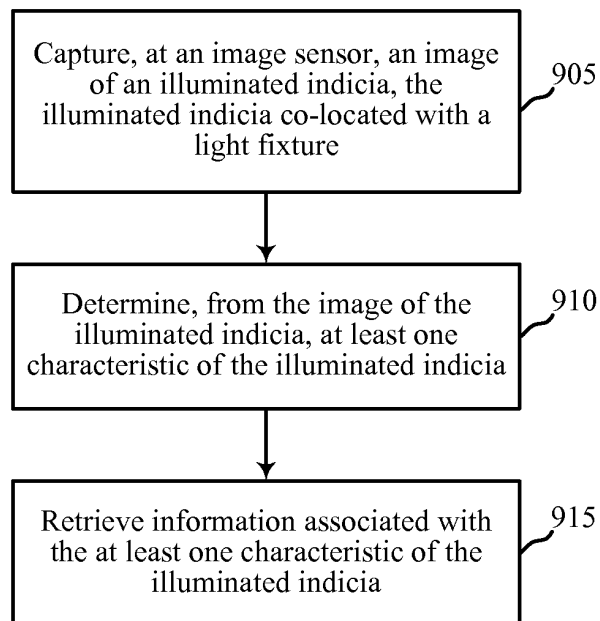 Capture, at an image sensor, an image
of an illuminated indicia, the
illuminated indicia co-located with a
light fixture
905
Determine, from the image of the
illuminated indicia, at least one
characteristic of the illuminated indicia
910
Retrieve information associated with
the at least one characteristic of the
illuminated indicia
915